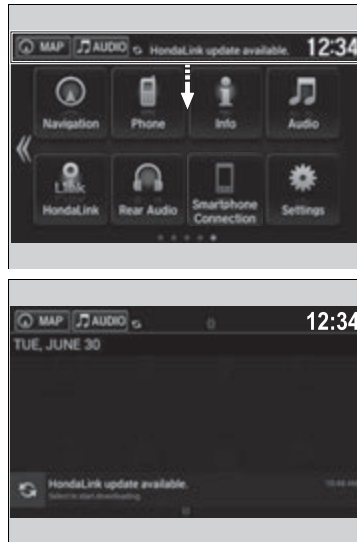 MAP AUDIO HondaLink update available. 12:34
Navigation Phone Info Audio
HondaLink Rear Audio Smartphone Connection Settings
MAP AUDIO 12:34
TUE, JUNE 30
HondaLink update available.
Select to start downloading.